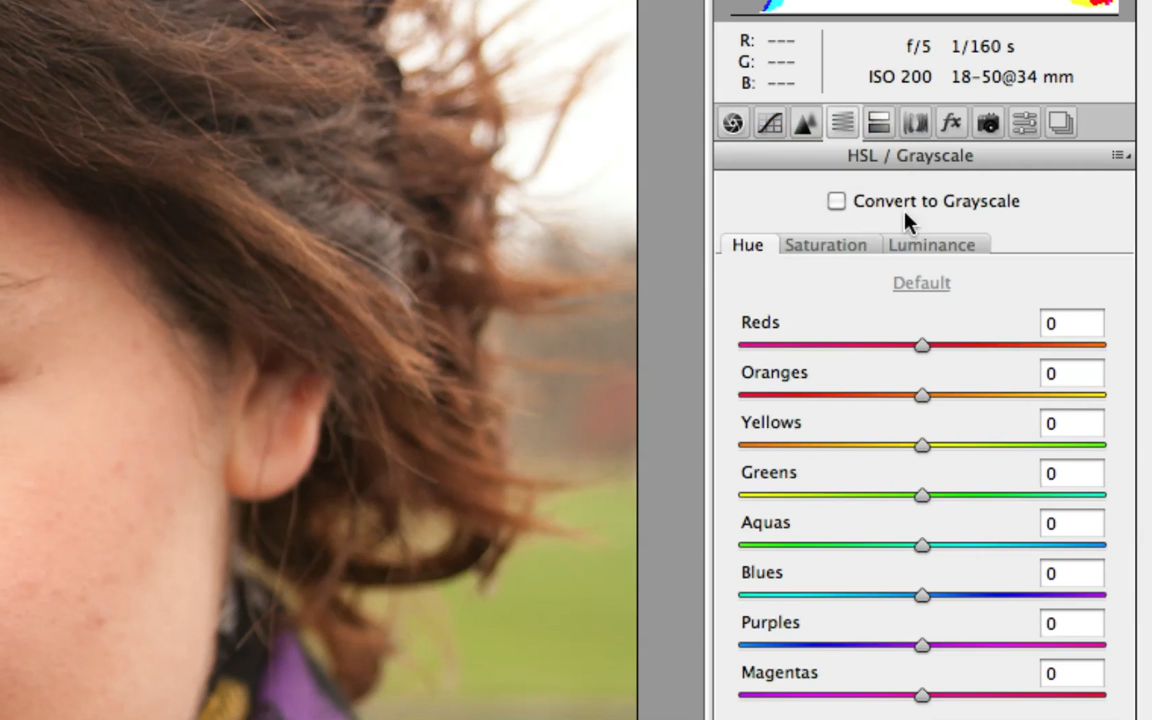 R: ---
G: ---
B: ---
f/5 1/160 s
ISO 200 18-50@34 mm
fx
HSL / Grayscale
Convert to Grayscale
Hue Saturation Luminance
Default
Reds 0
Oranges 0
Yellows 0
Greens 0
Aquas 0
Blues 0
Purples 0
Magentas 0